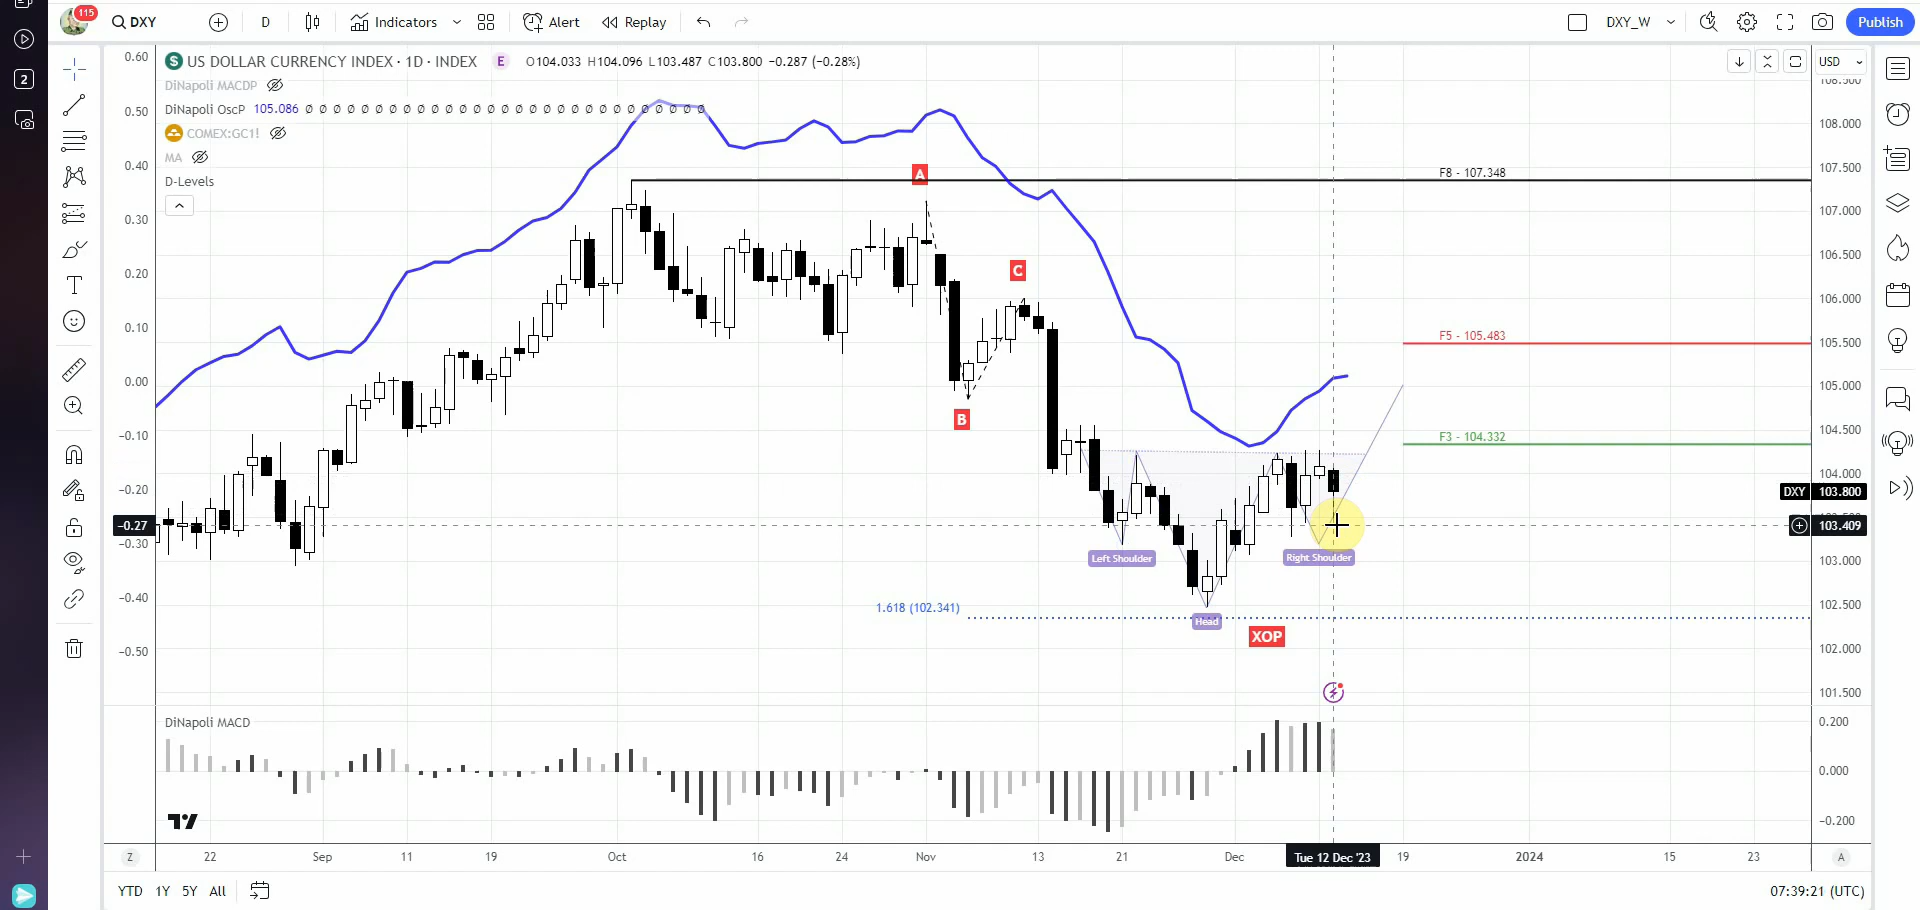 115
DXY
D
Indicators
Alert
Replay
DXY_W
Publish
2
US DOLLAR CURRENCY INDEX · 1D · INDEX E O104.033 H104.096 L103.487 C103.800 −0.287 (−0.28%)
USD
DiNapoli MACDP
DiNapoli OscP 105.086 Ø Ø Ø Ø Ø Ø Ø Ø Ø Ø Ø Ø Ø Ø Ø Ø Ø Ø Ø Ø Ø Ø Ø Ø Ø Ø Ø Ø Ø
COMEX:GC1!
MA
D-Levels
0.60
0.50
0.40
0.30
0.20
0.10
0.00
−0.10
−0.20
−0.27
−0.30
−0.40
−0.50
108.500
108.000
107.500
107.000
106.500
106.000
105.500
105.000
104.500
104.000
DXY 103.800
103.409
103.000
102.500
102.000
101.500
F8 - 107.348
F5 - 105.483
F3 - 104.332
A
C
B
Left Shoulder
Right Shoulder
Head
1.618 (102.341)
XOP
DiNapoli MACD
0.200
0.000
−0.200
Z
22
Sep
11
19
Oct
16
24
Nov
13
21
Dec
Tue 12 Dec '23
19
2024
15
23
A
YTD 1Y 5Y All
07:39:21 (UTC)